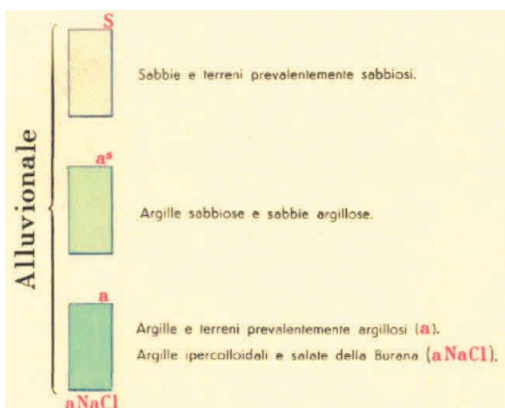 Alluvionale
S
Sabbie e terreni prevalentemente sabbiosi.
aˢ
Argille sabbiose e sabbie argillose.
a
Argille e terreni prevalentemente argillosi (a).
Argille ipercolloidali e salate della Burana (aNaCl).
aNaCl